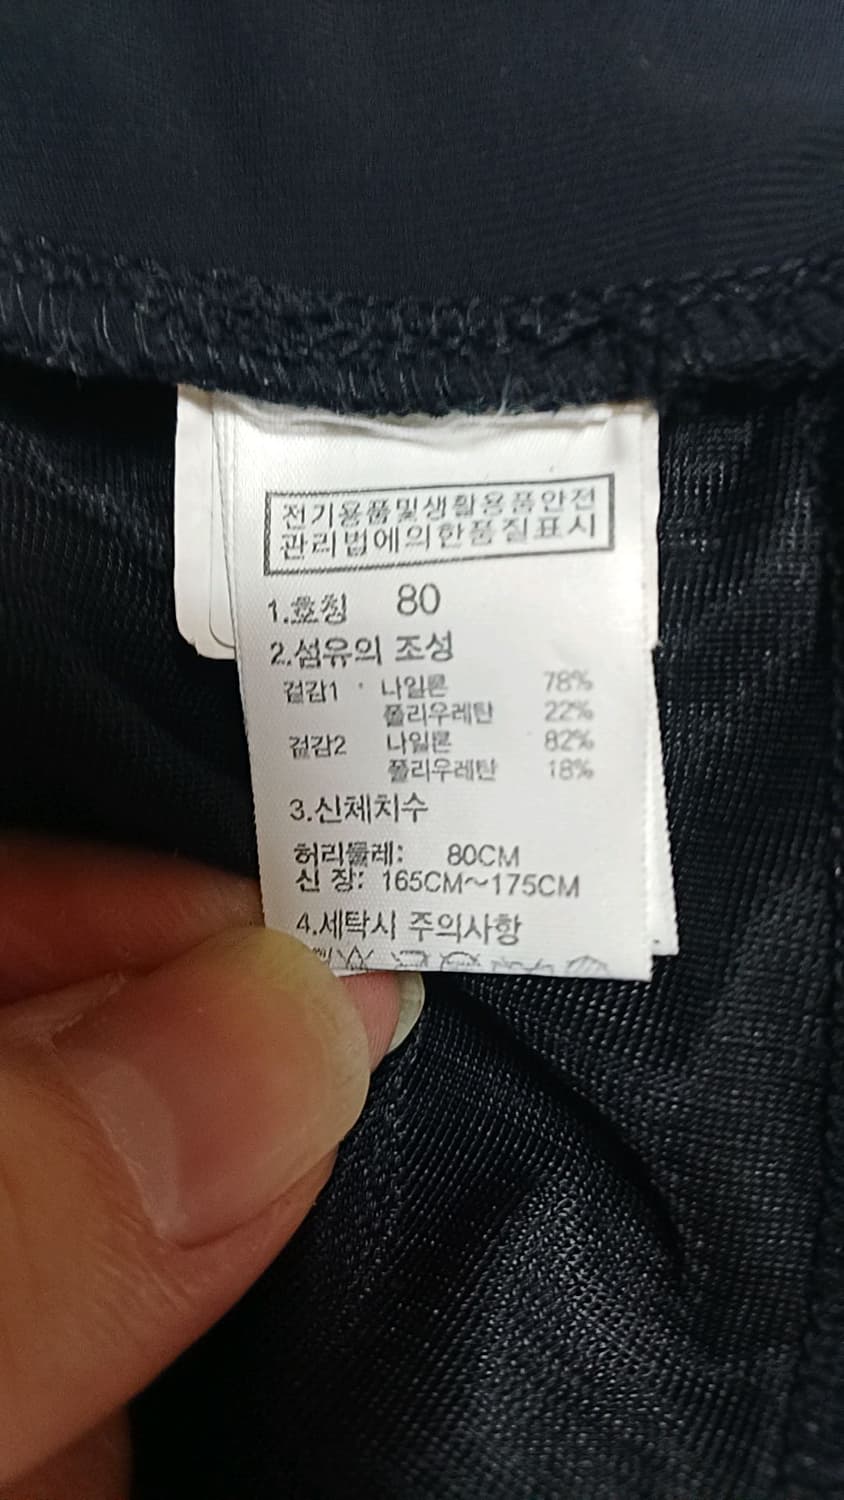 전기용품및생활용품안전
관리법에의한품질표시
1.호칭 80
2.섬유의 조성
겉감1 나일론 78%
폴리우레탄 22%
겉감2 나일론 82%
폴리우레탄 18%
3.신체치수
허리둘레: 80CM
신 장: 165CM~175CM
4.세탁시 주의사항